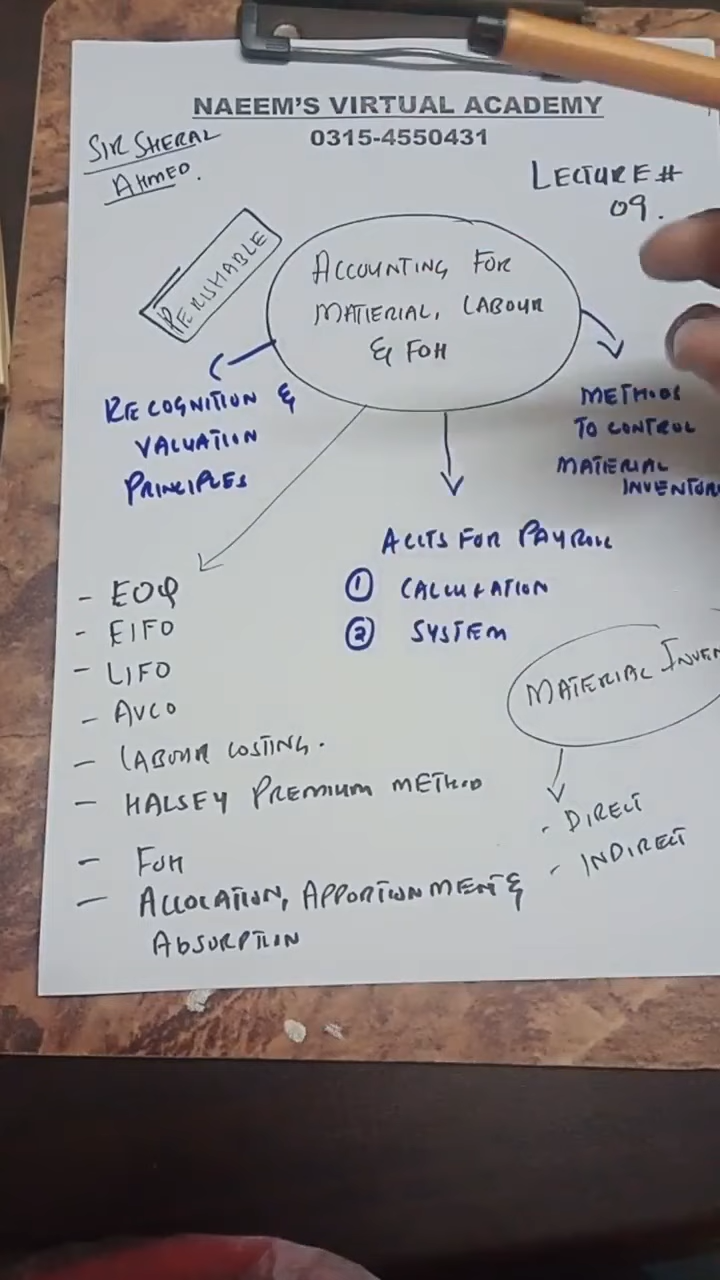 NAEEM'S VIRTUAL ACADEMY
0315-4550431
SIR SHERAL
AHMED.
LECTURE #
09.
PERISHABLE
ACCOUNTING FOR
MATERIAL, LABOUR
& FOH
RECOGNITION &
VALUATION
PRINCIPLES
METHODS
TO CONTROL
MATERIAL
INVENTOR
ACCTS FOR PAYROLL
① CALCULATION
② SYSTEM
- EOQ
- FIFO
- LIFO
- AVCO
- LABOUR COSTING.
- HALSEY PREMIUM METHOD
- FOH
- ALLOCATION, APPORTIONMENT &
ABSORPTION
MATERIAL INVEN
- DIRECT
- INDIRECT